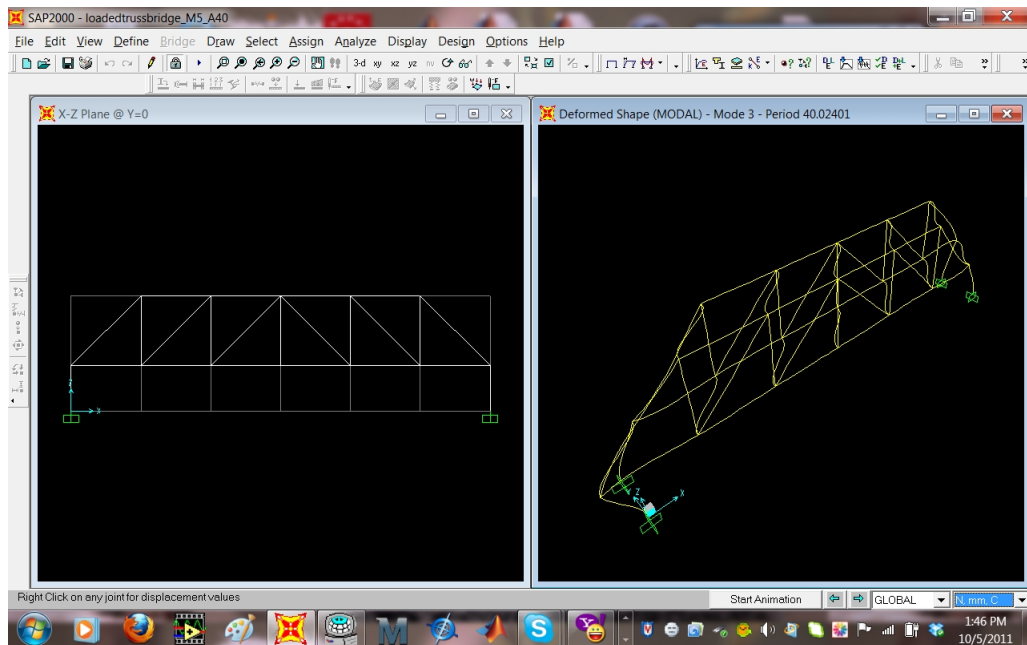 SAP2000 - loadedtrussbridge_M5_A40
File Edit View Define Bridge Draw Select Assign Analyze Display Design Options Help
3-d xy xz yz nv
X-Z Plane @ Y=0
Deformed Shape (MODAL) - Mode 3 - Period 40.02401
Z
X
Z
X
Right Click on any joint for displacement values
Start Animation
GLOBAL
N, mm, C
1:46 PM
10/5/2011